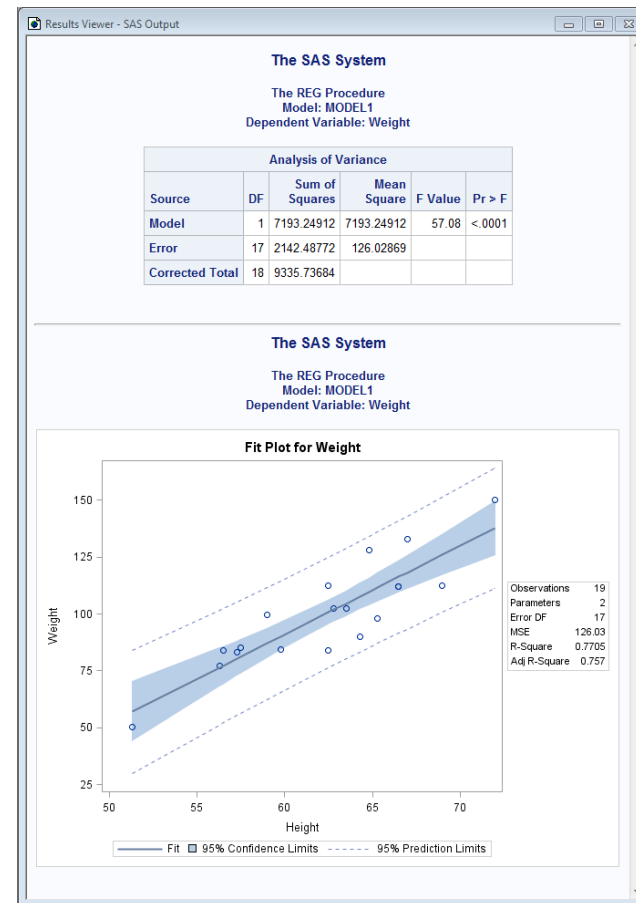 Results Viewer - SAS Output
The SAS System
The REG Procedure
Model: MODEL1
Dependent Variable: Weight
Analysis of Variance
Source DF Sum of Squares Mean Square F Value Pr > F
Model 1 7193.24912 7193.24912 57.08 <.0001
Error 17 2142.48772 126.02869
Corrected Total 18 9335.73684
The SAS System
The REG Procedure
Model: MODEL1
Dependent Variable: Weight
Fit Plot for Weight
150
125
100
75
50
25
Weight
50 55 60 65 70
Height
Observations 19
Parameters 2
Error DF 17
MSE 126.03
R-Square 0.7705
Adj R-Square 0.757
Fit 95% Confidence Limits 95% Prediction Limits